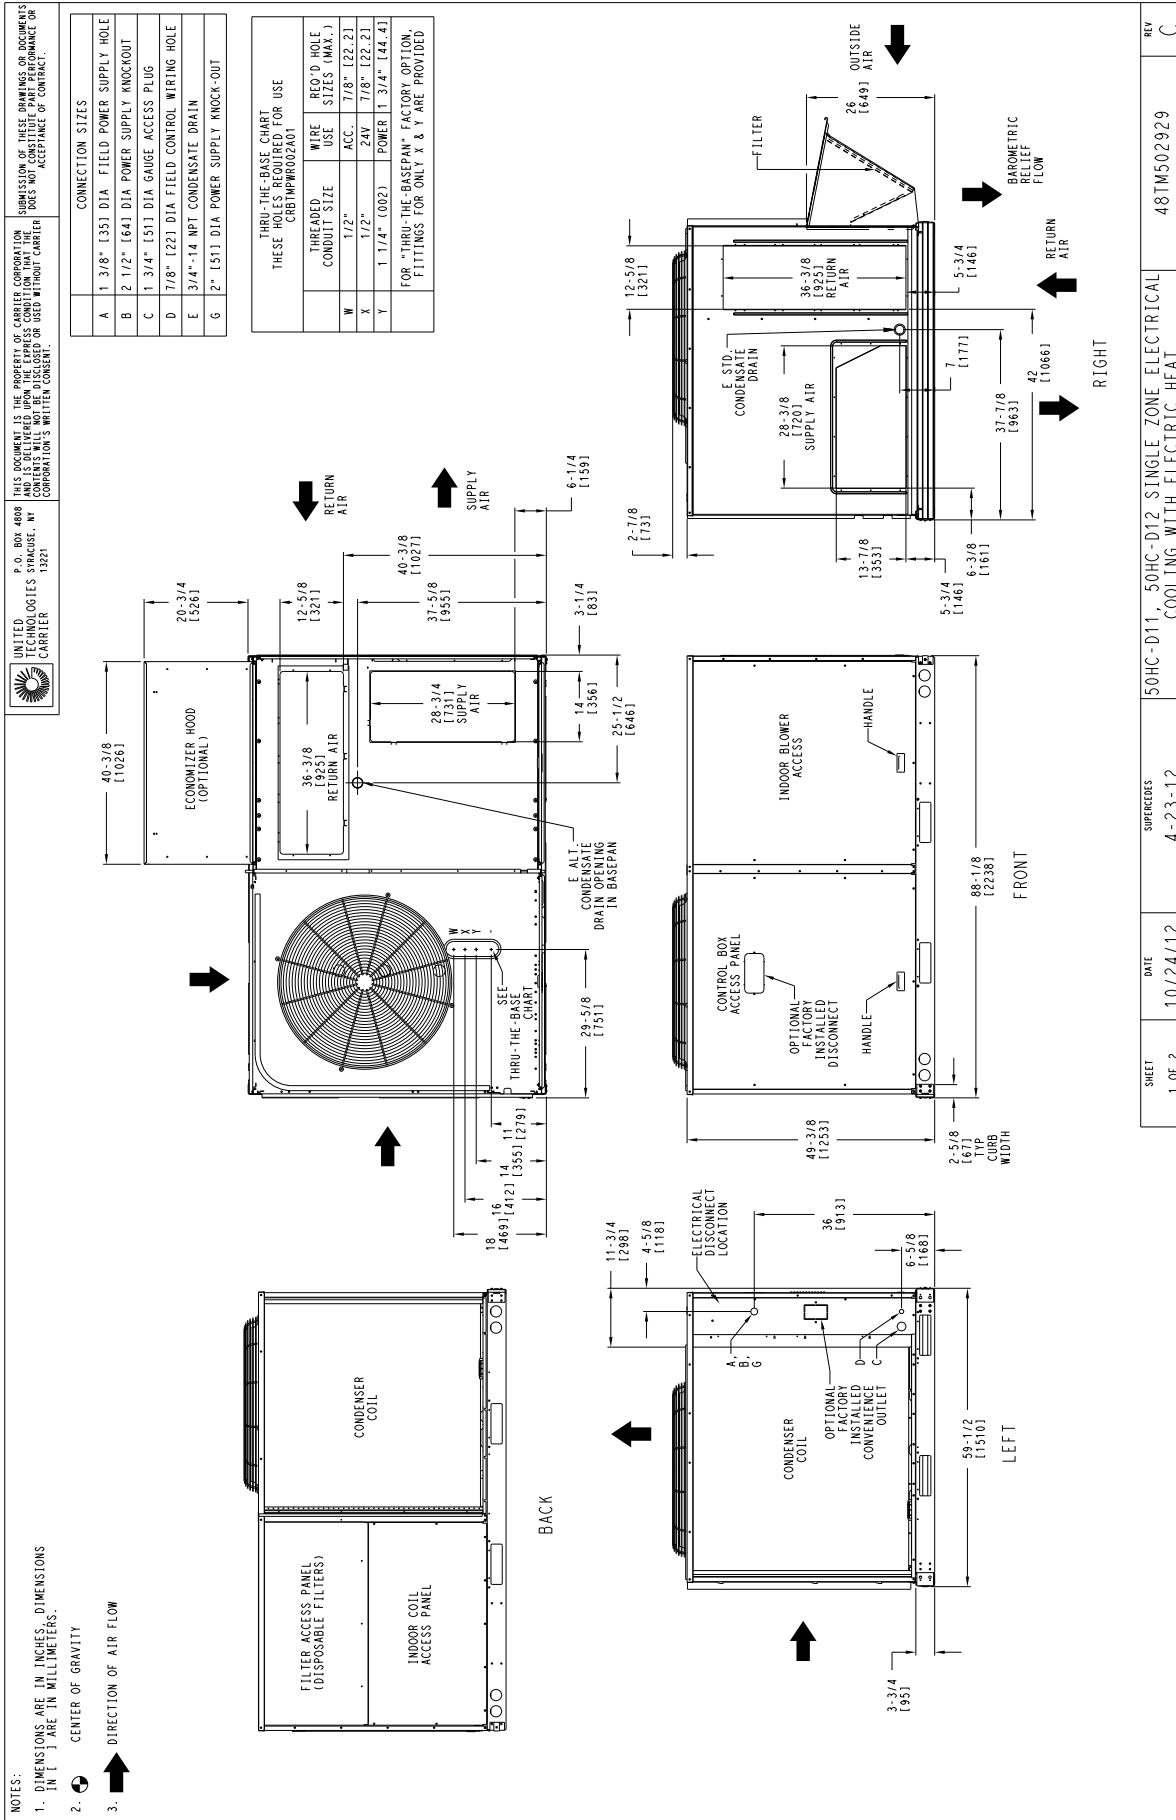 NOTES:
1. DIMENSIONS ARE IN INCHES, DIMENSIONS
IN [ ] ARE IN MILLIMETERS.
2. CENTER OF GRAVITY
3. DIRECTION OF AIR FLOW
UNITED
TECHNOLOGIES
CARRIER
P.O. BOX 4808
SYRACUSE, NY
13221
THIS DOCUMENT IS THE PROPERTY OF CARRIER CORPORATION
AND IS DELIVERED UPON THE EXPRESS CONDITION THAT THE
CONTENTS WILL NOT BE DISCLOSED OR USED WITHOUT CARRIER
CORPORATION'S WRITTEN CONSENT.
SUBMISSION OF THESE DRAWINGS OR DOCUMENTS
DOES NOT CONSTITUTE PART PERFORMANCE OR
ACCEPTANCE OF CONTRACT.
CONNECTION SIZES
A 1 3/8" [35] DIA FIELD POWER SUPPLY HOLE
B 2 1/2" [64] DIA POWER SUPPLY KNOCKOUT
C 1 3/4" [51] DIA GAUGE ACCESS PLUG
D 7/8" [22] DIA FIELD CONTROL WIRING HOLE
E 3/4"-14 NPT CONDENSATE DRAIN
G 2" [51] DIA POWER SUPPLY KNOCK-OUT
THRU-THE-BASE CHART
THESE HOLES REQUIRED FOR USE
CRBTMPWR002A01
THREADED
CONDUIT SIZE
WIRE
USE
REQ'D HOLE
SIZES (MAX.)
W 1/2" ACC. 7/8" [22.2]
X 1/2" 24V 7/8" [22.2]
Y 1 1/4" (002) POWER 1 3/4" [44.4]
FOR "THRU-THE-BASEPAN" FACTORY OPTION,
FITTINGS FOR ONLY X & Y ARE PROVIDED
40-3/8
[1026]
20-3/4
[526]
ECONOMIZER HOOD
(OPTIONAL)
12-5/8
[321]
RETURN
AIR
36-3/8
[925]
RETURN AIR
40-3/8
[1027]
37-5/8
[955]
SUPPLY
AIR
28-3/4
[731]
SUPPLY
AIR
6-1/4
[159]
3-1/4
[83]
14
[356]
25-1/2
[646]
E ALT.
CONDENSATE
DRAIN OPENING
IN BASEPAN
W
X
Y
-
SEE
THRU-THE-BASE
CHART
29-5/8
[751]
11
[279]
14
[355]
16
[412]
18
[469]
FILTER ACCESS PANEL
(DISPOSABLE FILTERS)
INDOOR COIL
ACCESS PANEL
CONDENSER
COIL
BACK
11-3/4
[298]
4-5/8
[118]
ELECTRICAL
DISCONNECT
LOCATION
36
[913]
6-5/8
[168]
A,
B,
G
D
C
OPTIONAL
FACTORY
INSTALLED
CONVENIENCE
OUTLET
CONDENSER
COIL
3-3/4
[95]
59-1/2
[1510]
LEFT
49-3/8
[1253]
2-5/8
[67]
TYP
CURB
WIDTH
CONTROL BOX
ACCESS PANEL
OPTIONAL
FACTORY
INSTALLED
DISCONNECT
HANDLE
INDOOR BLOWER
ACCESS
HANDLE
88-1/8
[2238]
FRONT
2-7/8
[73]
12-5/8
[321]
E STD.
CONDENSATE
DRAIN
28-3/8
[720]
SUPPLY AIR
36-3/8
[925]
RETURN
AIR
FILTER
26
[649]
OUTSIDE
AIR
BAROMETRIC
RELIEF
FLOW
RETURN
AIR
5-3/4
[146]
7
[177]
13-7/8
[353]
5-3/4
[146]
6-3/8
[161]
37-7/8
[963]
42
[1066]
RIGHT
SHEET
1 OF 2
DATE
10/24/12
SUPERCEDES
4-23-12
50HC-D11, 50HC-D12 SINGLE ZONE ELECTRICAL
COOLING WITH ELECTRIC HEAT
48TM502929
REV
C